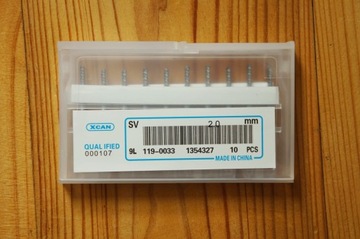 XCAN
QUALIFIED
000107
SV 2.0 mm
9L 119-0033 1354327 10 PCS
MADE IN CHINA